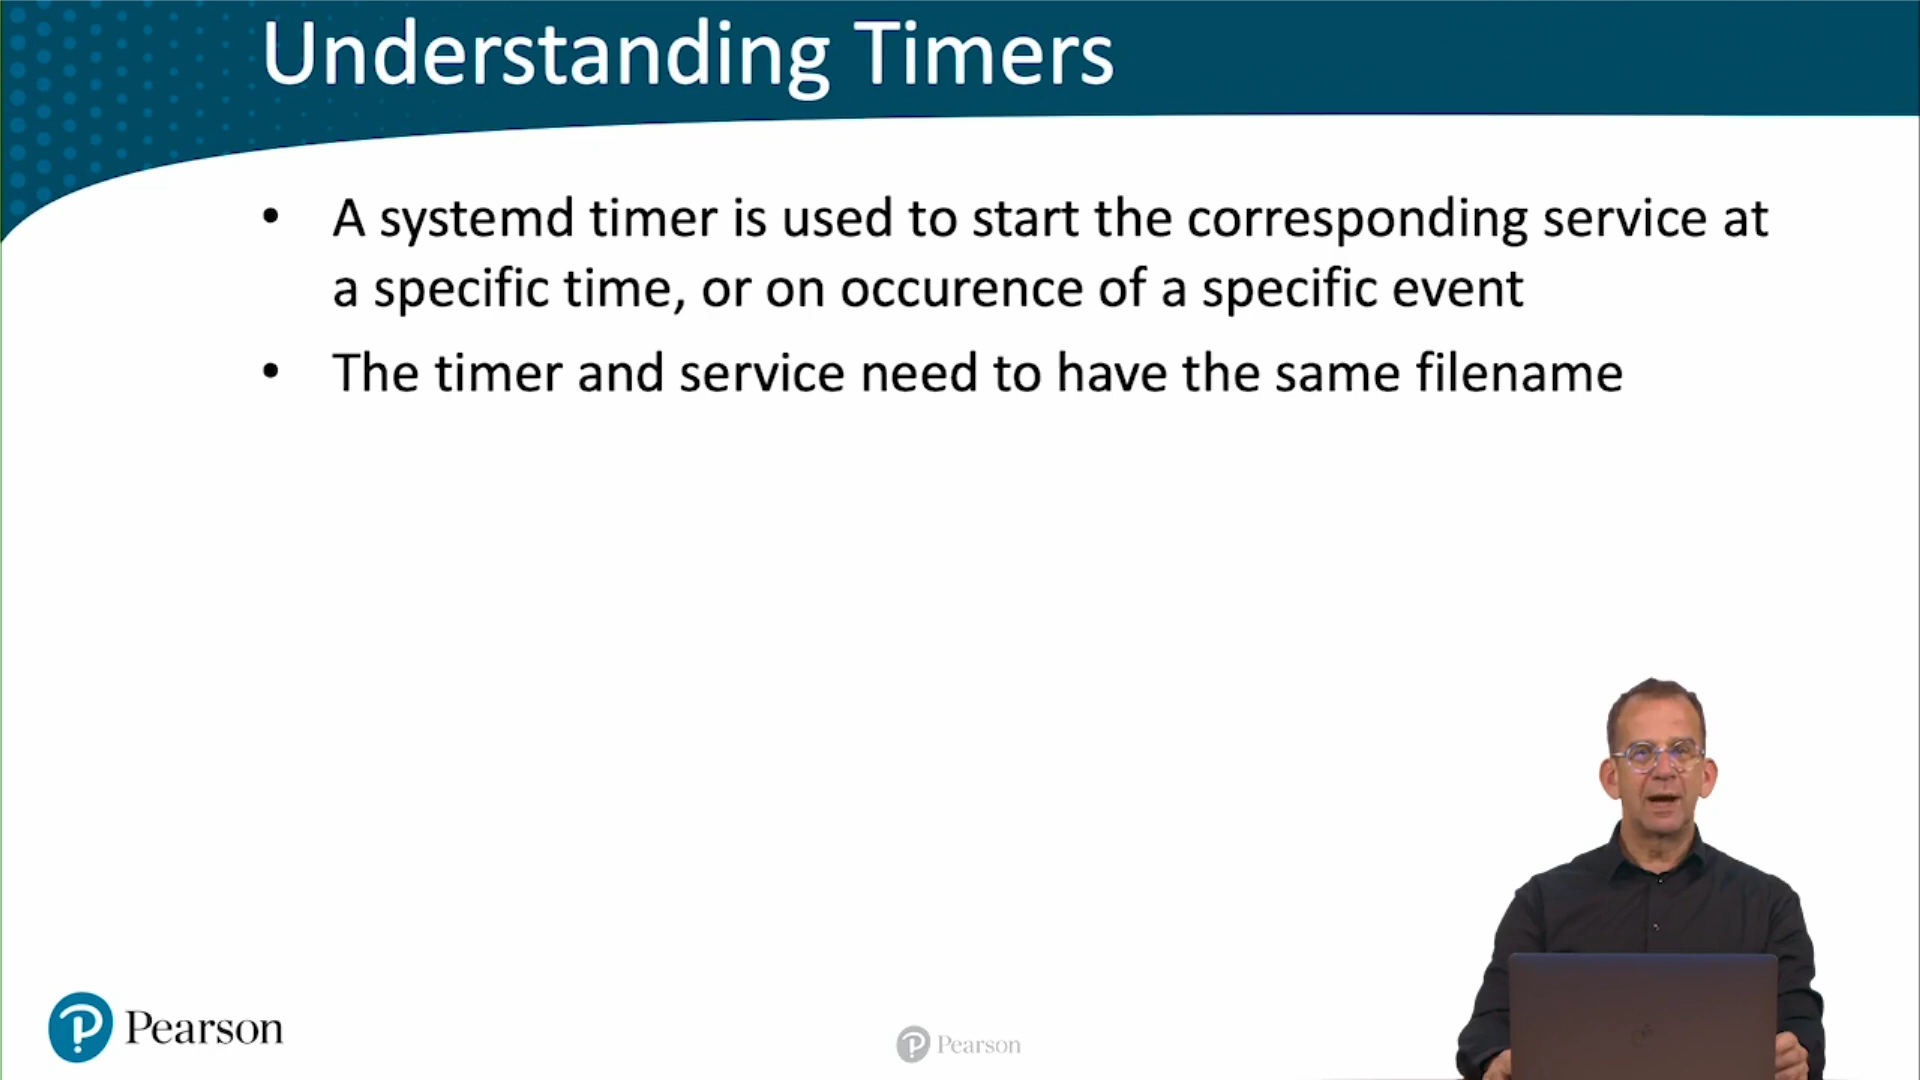 Understanding Timers
• A systemd timer is used to start the corresponding service at
a specific time, or on occurence of a specific event
• The timer and service need to have the same filename
Pearson
Pearson